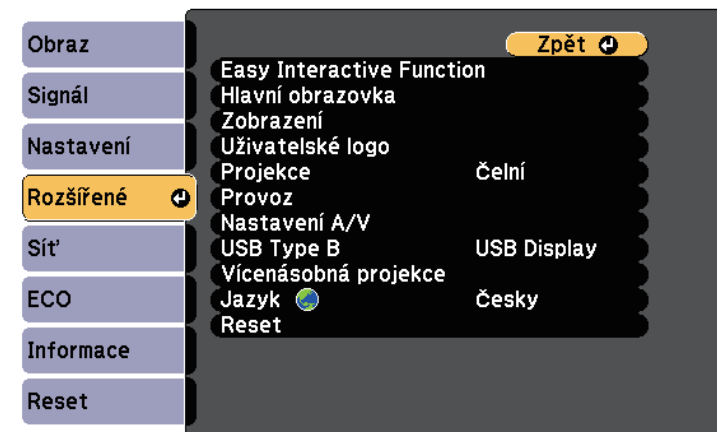 Obraz
Signál
Nastavení
Rozšířené
Síť
ECO
Informace
Reset
Zpět
Easy Interactive Function
Hlavní obrazovka
Zobrazení
Uživatelské logo
Projekce Čelní
Provoz
Nastavení A/V
USB Type B USB Display
Vícenásobná projekce
Jazyk Česky
Reset